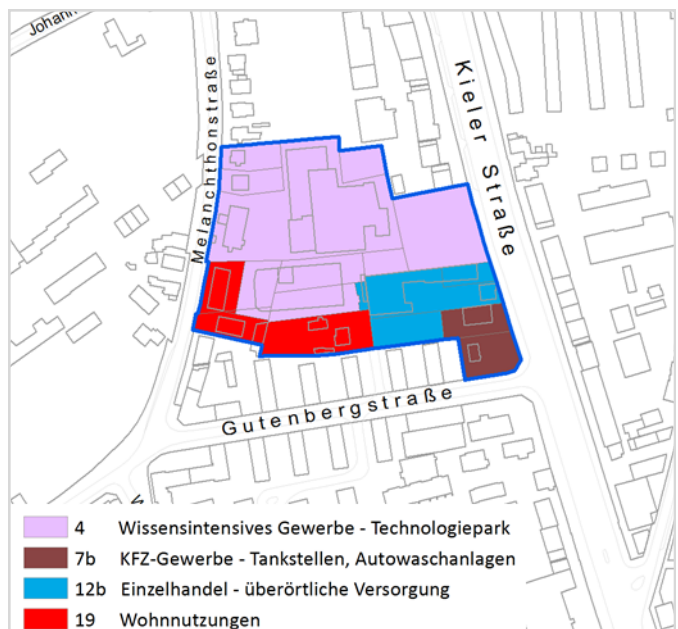 Johann
Melanchthonstraße
Kieler Straße
Gutenbergstraße
4 Wissensintensives Gewerbe - Technologiepark
7b KFZ-Gewerbe - Tankstellen, Autowaschanlagen
12b Einzelhandel - überörtliche Versorgung
19 Wohnnutzungen